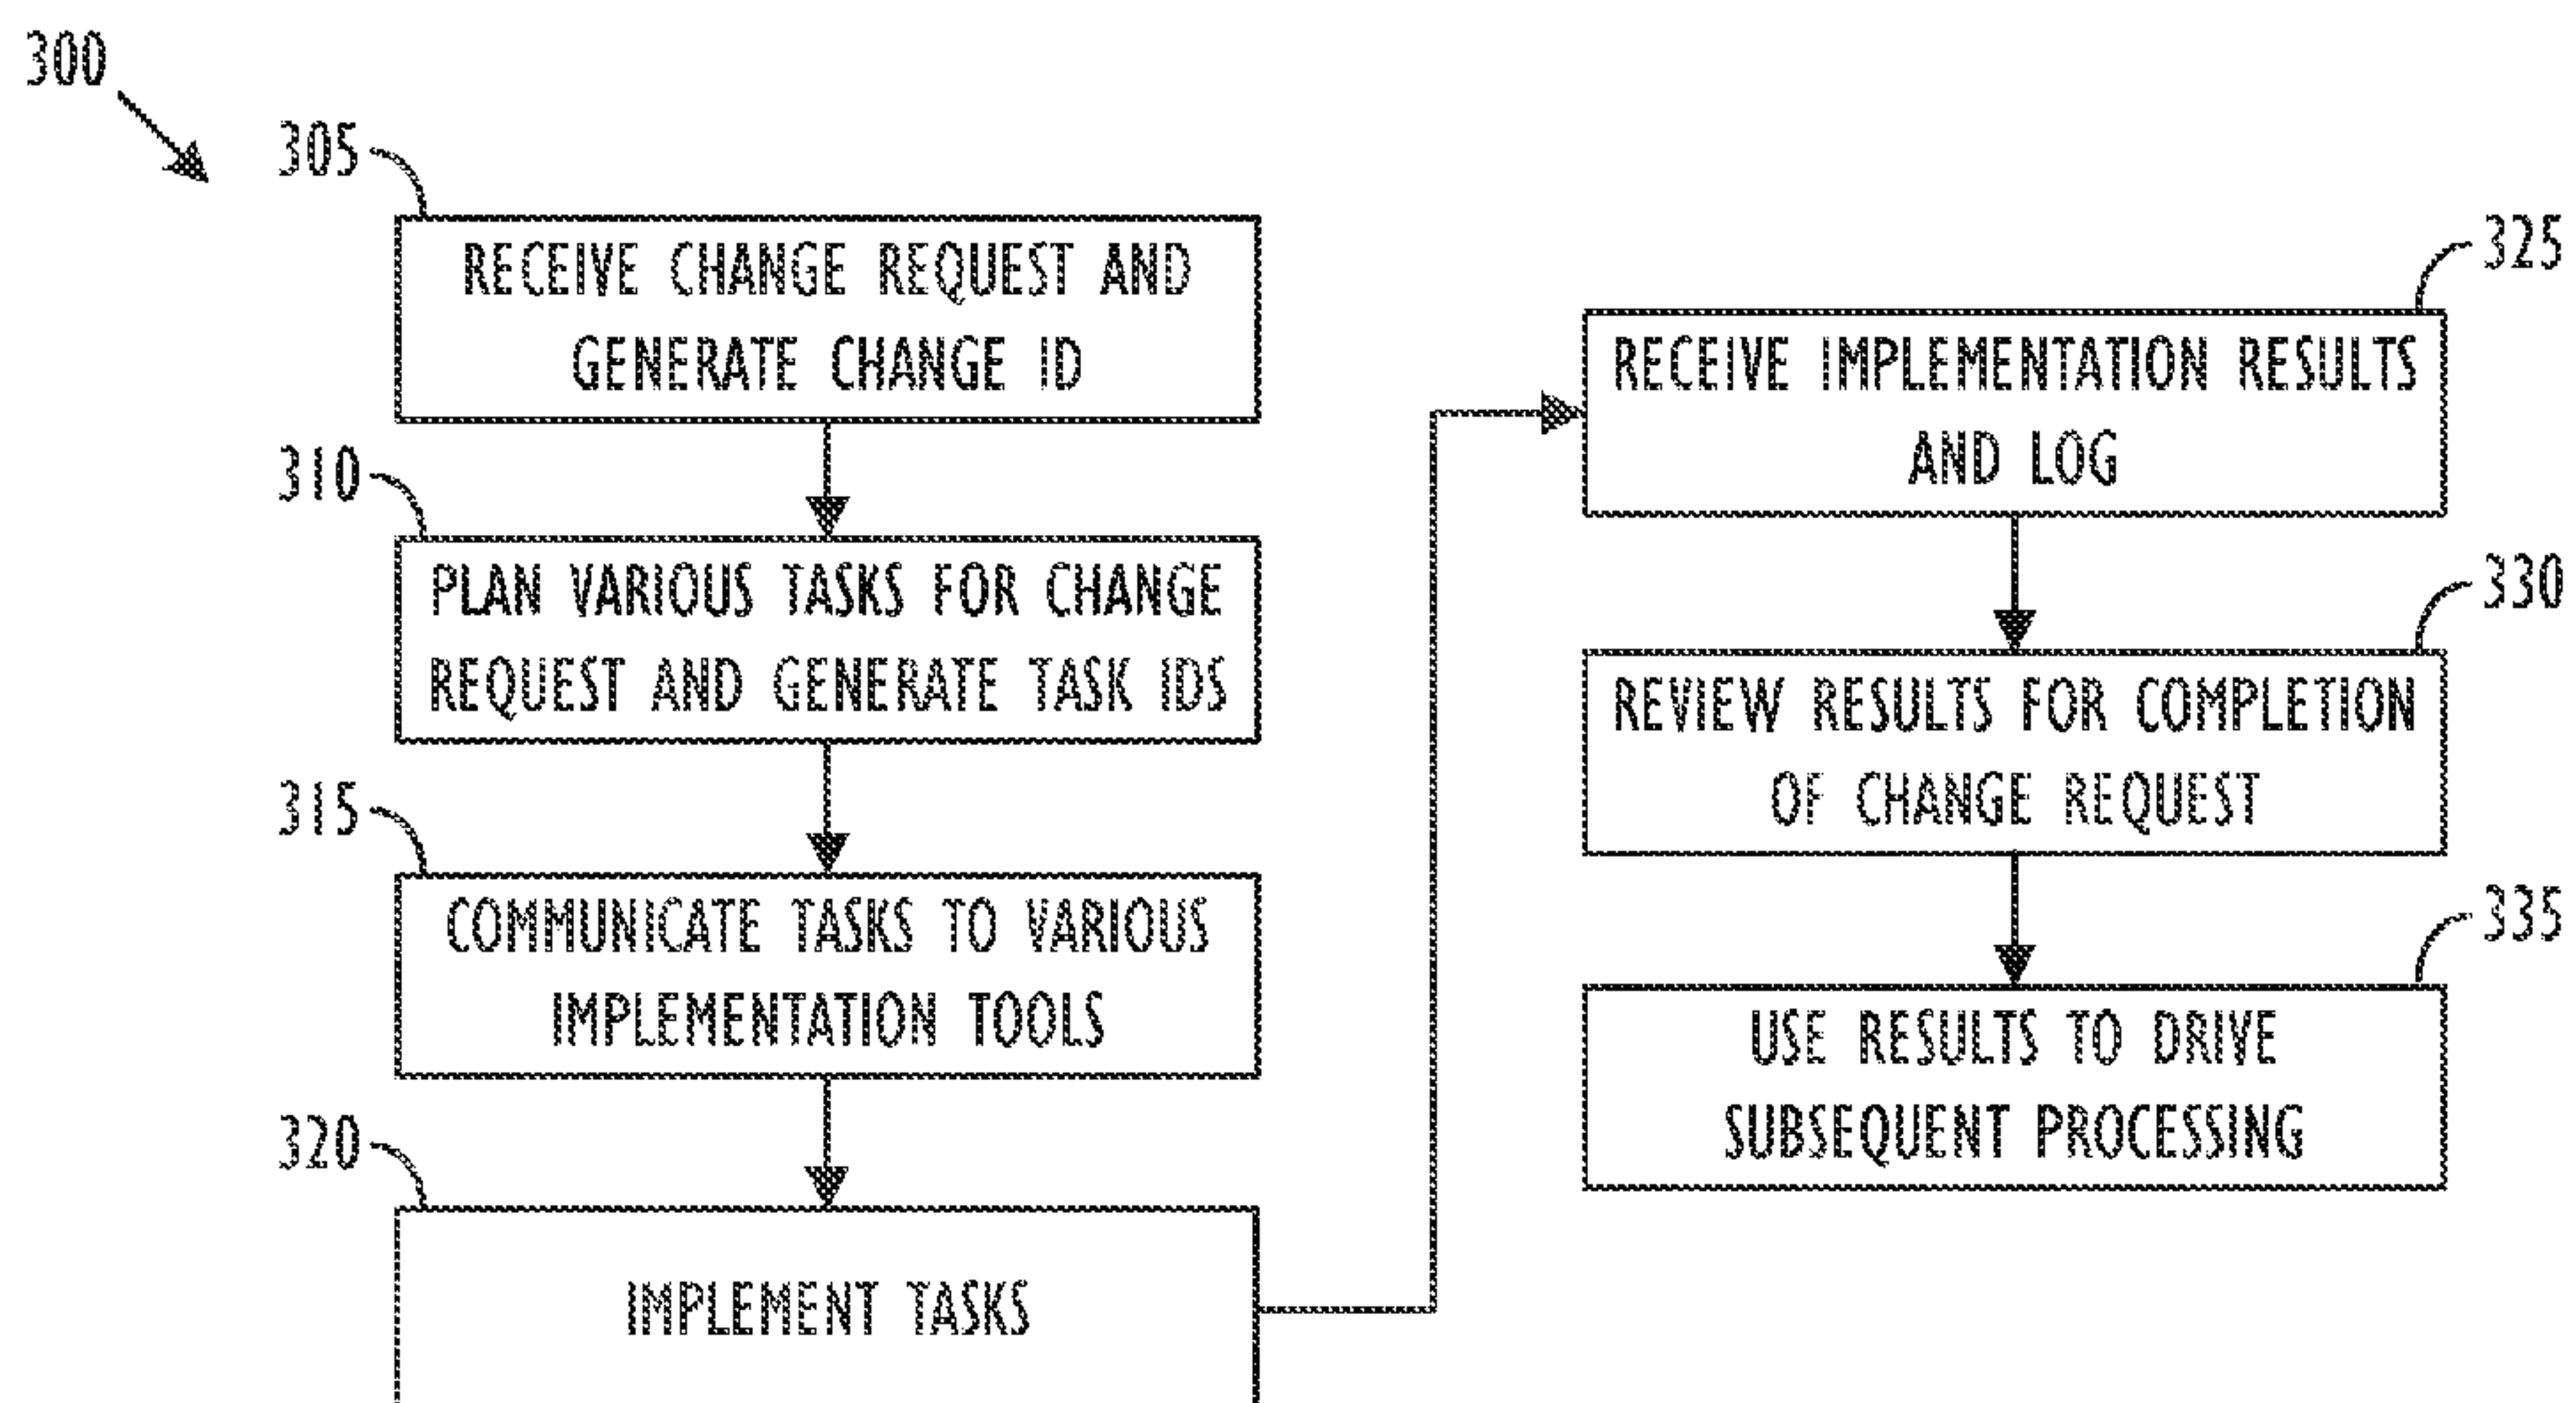 300
305
RECEIVE CHANGE REQUEST AND
GENERATE CHANGE ID
310
PLAN VARIOUS TASKS FOR CHANGE
REQUEST AND GENERATE TASK IDS
315
COMMUNICATE TASKS TO VARIOUS
IMPLEMENTATION TOOLS
320
IMPLEMENT TASKS
325
RECEIVE IMPLEMENTATION RESULTS
AND LOG
330
REVIEW RESULTS FOR COMPLETION
OF CHANGE REQUEST
335
USE RESULTS TO DRIVE
SUBSEQUENT PROCESSING